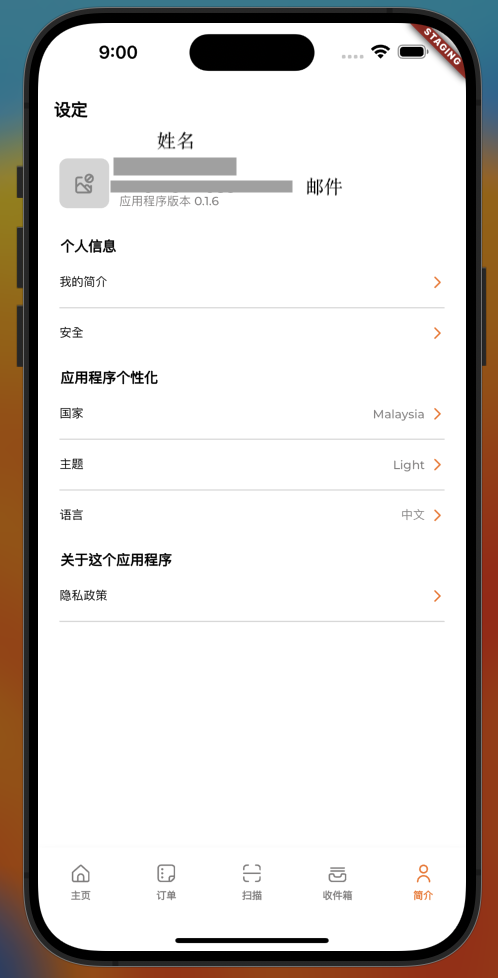 9:00
STAGING
设定
姓名
邮件
应用程序版本 0.1.6
个人信息
我的简介
安全
应用程序个性化
国家 Malaysia
主题 Light
语言 中文
关于这个应用程序
隐私政策
主页 订单 扫描 收件箱 简介